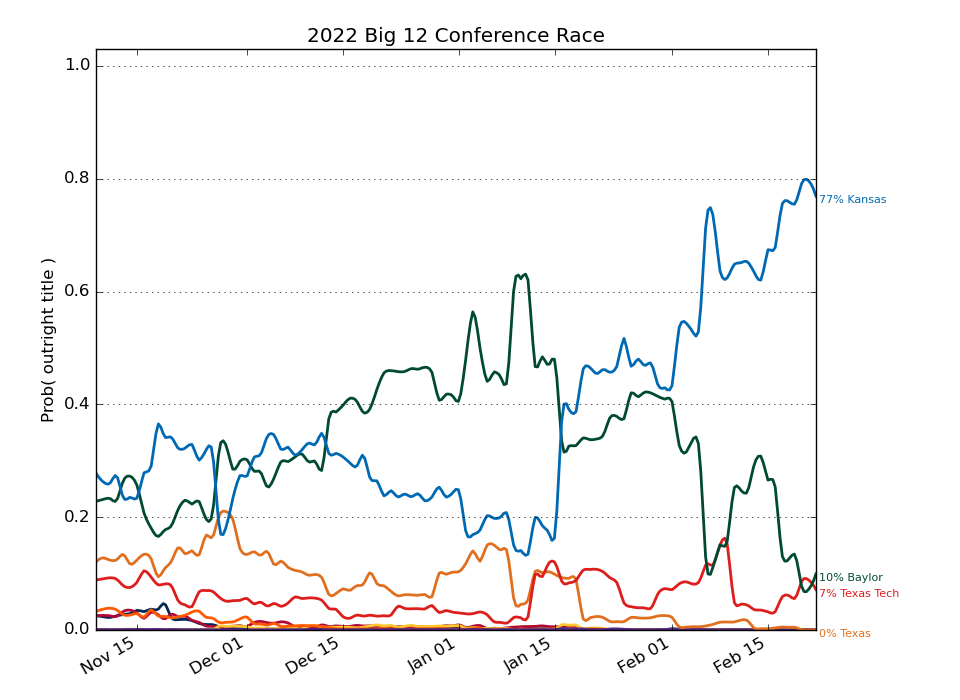 2022 Big 12 Conference Race
Prob( outright title )
1.0
0.8
0.6
0.4
0.2
0.0
77% Kansas
10% Baylor
7% Texas Tech
0% Texas
Nov 15
Dec 01
Dec 15
Jan 01
Jan 15
Feb 01
Feb 15